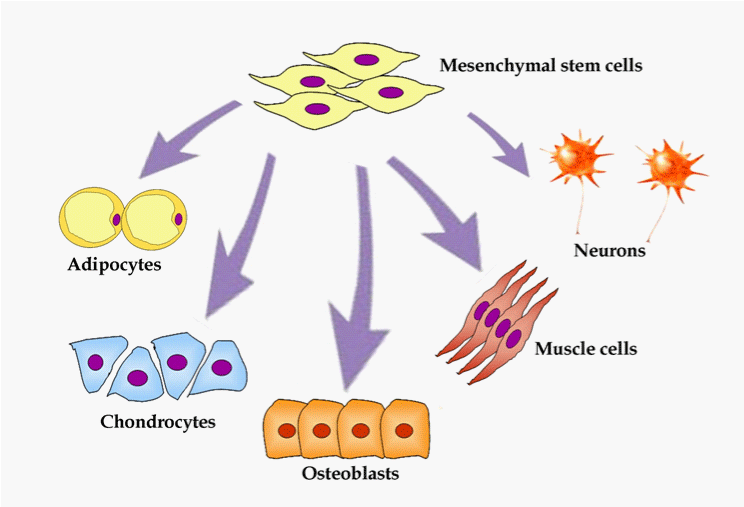 Mesenchymal stem cells
Neurons
Adipocytes
Muscle cells
Chondrocytes
Osteoblasts